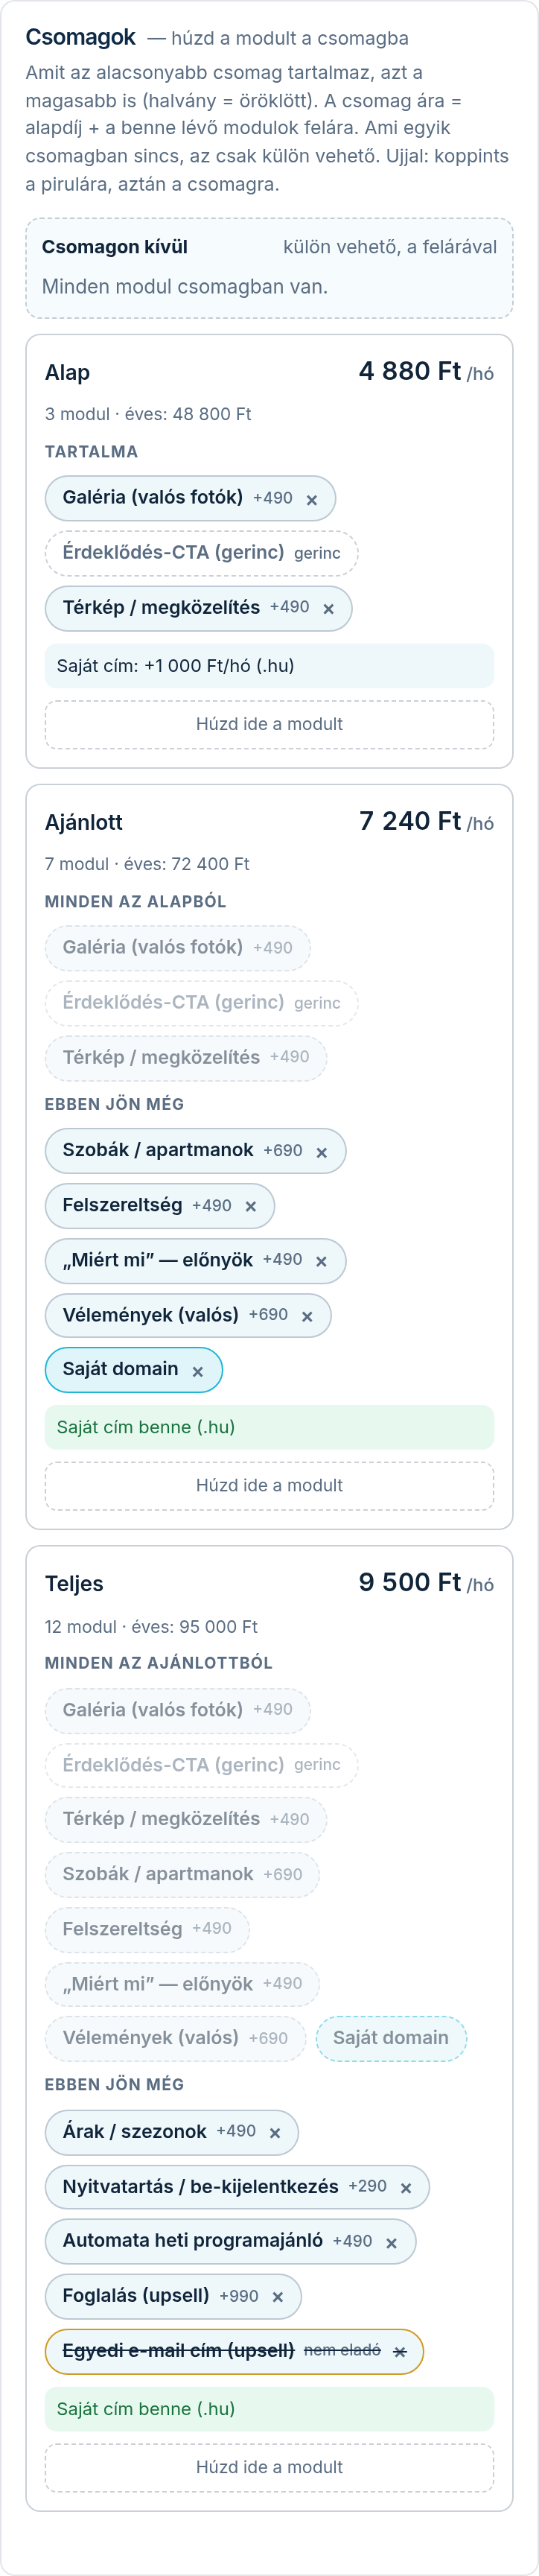 Csomagok — húzd a modult a csomagba
Amit az alacsonyabb csomag tartalmaz, azt a
magasabb is (halvány = öröklött). A csomag ára =
alapdíj + a benne lévő modulok felára. Ami egyik
csomagban sincs, az csak külön vehető. Ujjal: koppints
a pirulára, aztán a csomagra.
Csomagon kívül külön vehető, a felárával
Minden modul csomagban van.
Alap 4 880 Ft /hó
3 modul · éves: 48 800 Ft
TARTALMA
Galéria (valós fotók) +490 ×
Érdeklődés-CTA (gerinc) gerinc
Térkép / megközelítés +490 ×
Saját cím: +1 000 Ft/hó (.hu)
Húzd ide a modult
Ajánlott 7 240 Ft /hó
7 modul · éves: 72 400 Ft
MINDEN AZ ALAPBÓL
Galéria (valós fotók) +490
Érdeklődés-CTA (gerinc) gerinc
Térkép / megközelítés +490
EBBEN JÖN MÉG
Szobák / apartmanok +690 ×
Felszereltség +490 ×
„Miért mi” — előnyök +490 ×
Vélemények (valós) +690 ×
Saját domain ×
Saját cím benne (.hu)
Húzd ide a modult
Teljes 9 500 Ft /hó
12 modul · éves: 95 000 Ft
MINDEN AZ AJÁNLOTTBÓL
Galéria (valós fotók) +490
Érdeklődés-CTA (gerinc) gerinc
Térkép / megközelítés +490
Szobák / apartmanok +690
Felszereltség +490
„Miért mi” — előnyök +490
Vélemények (valós) +690 Saját domain
EBBEN JÖN MÉG
Árak / szezonok +490 ×
Nyitvatartás / be-kijelentkezés +290 ×
Automata heti programajánló +490 ×
Foglalás (upsell) +990 ×
Egyedi e-mail cím (upsell) nem eladó ×
Saját cím benne (.hu)
Húzd ide a modult